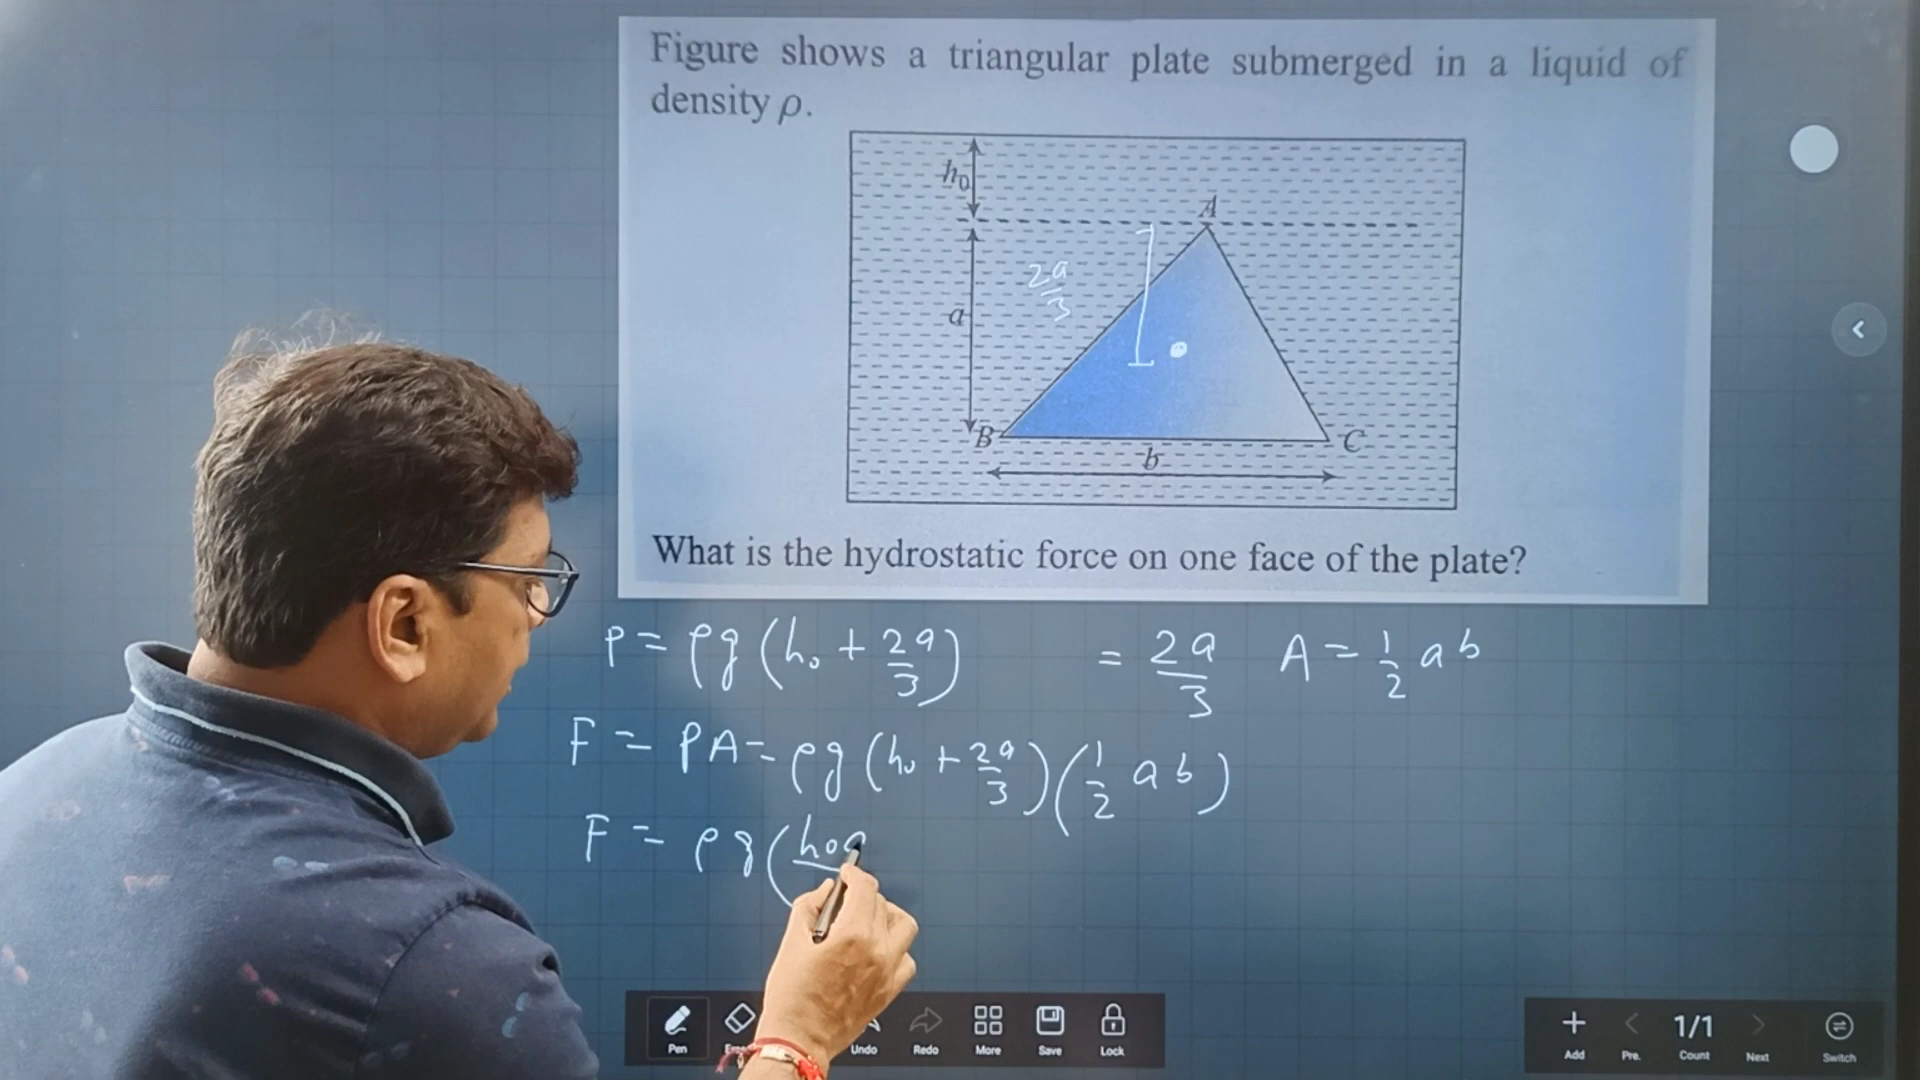 Figure shows a triangular plate submerged in a liquid of
density ρ.
h₀
A
2a/3
a
B
C
b
What is the hydrostatic force on one face of the plate?
P = ρg(h₀ + 2a/3) = 2a/3 A = 1/2 ab
F = PA = ρg(h₀ + 2a/3)(1/2 ab)
F = ρg(h₀
Pen
Undo
Redo
More
Save
Lock
Add
Pre.
1/1
Count
Next
Switch